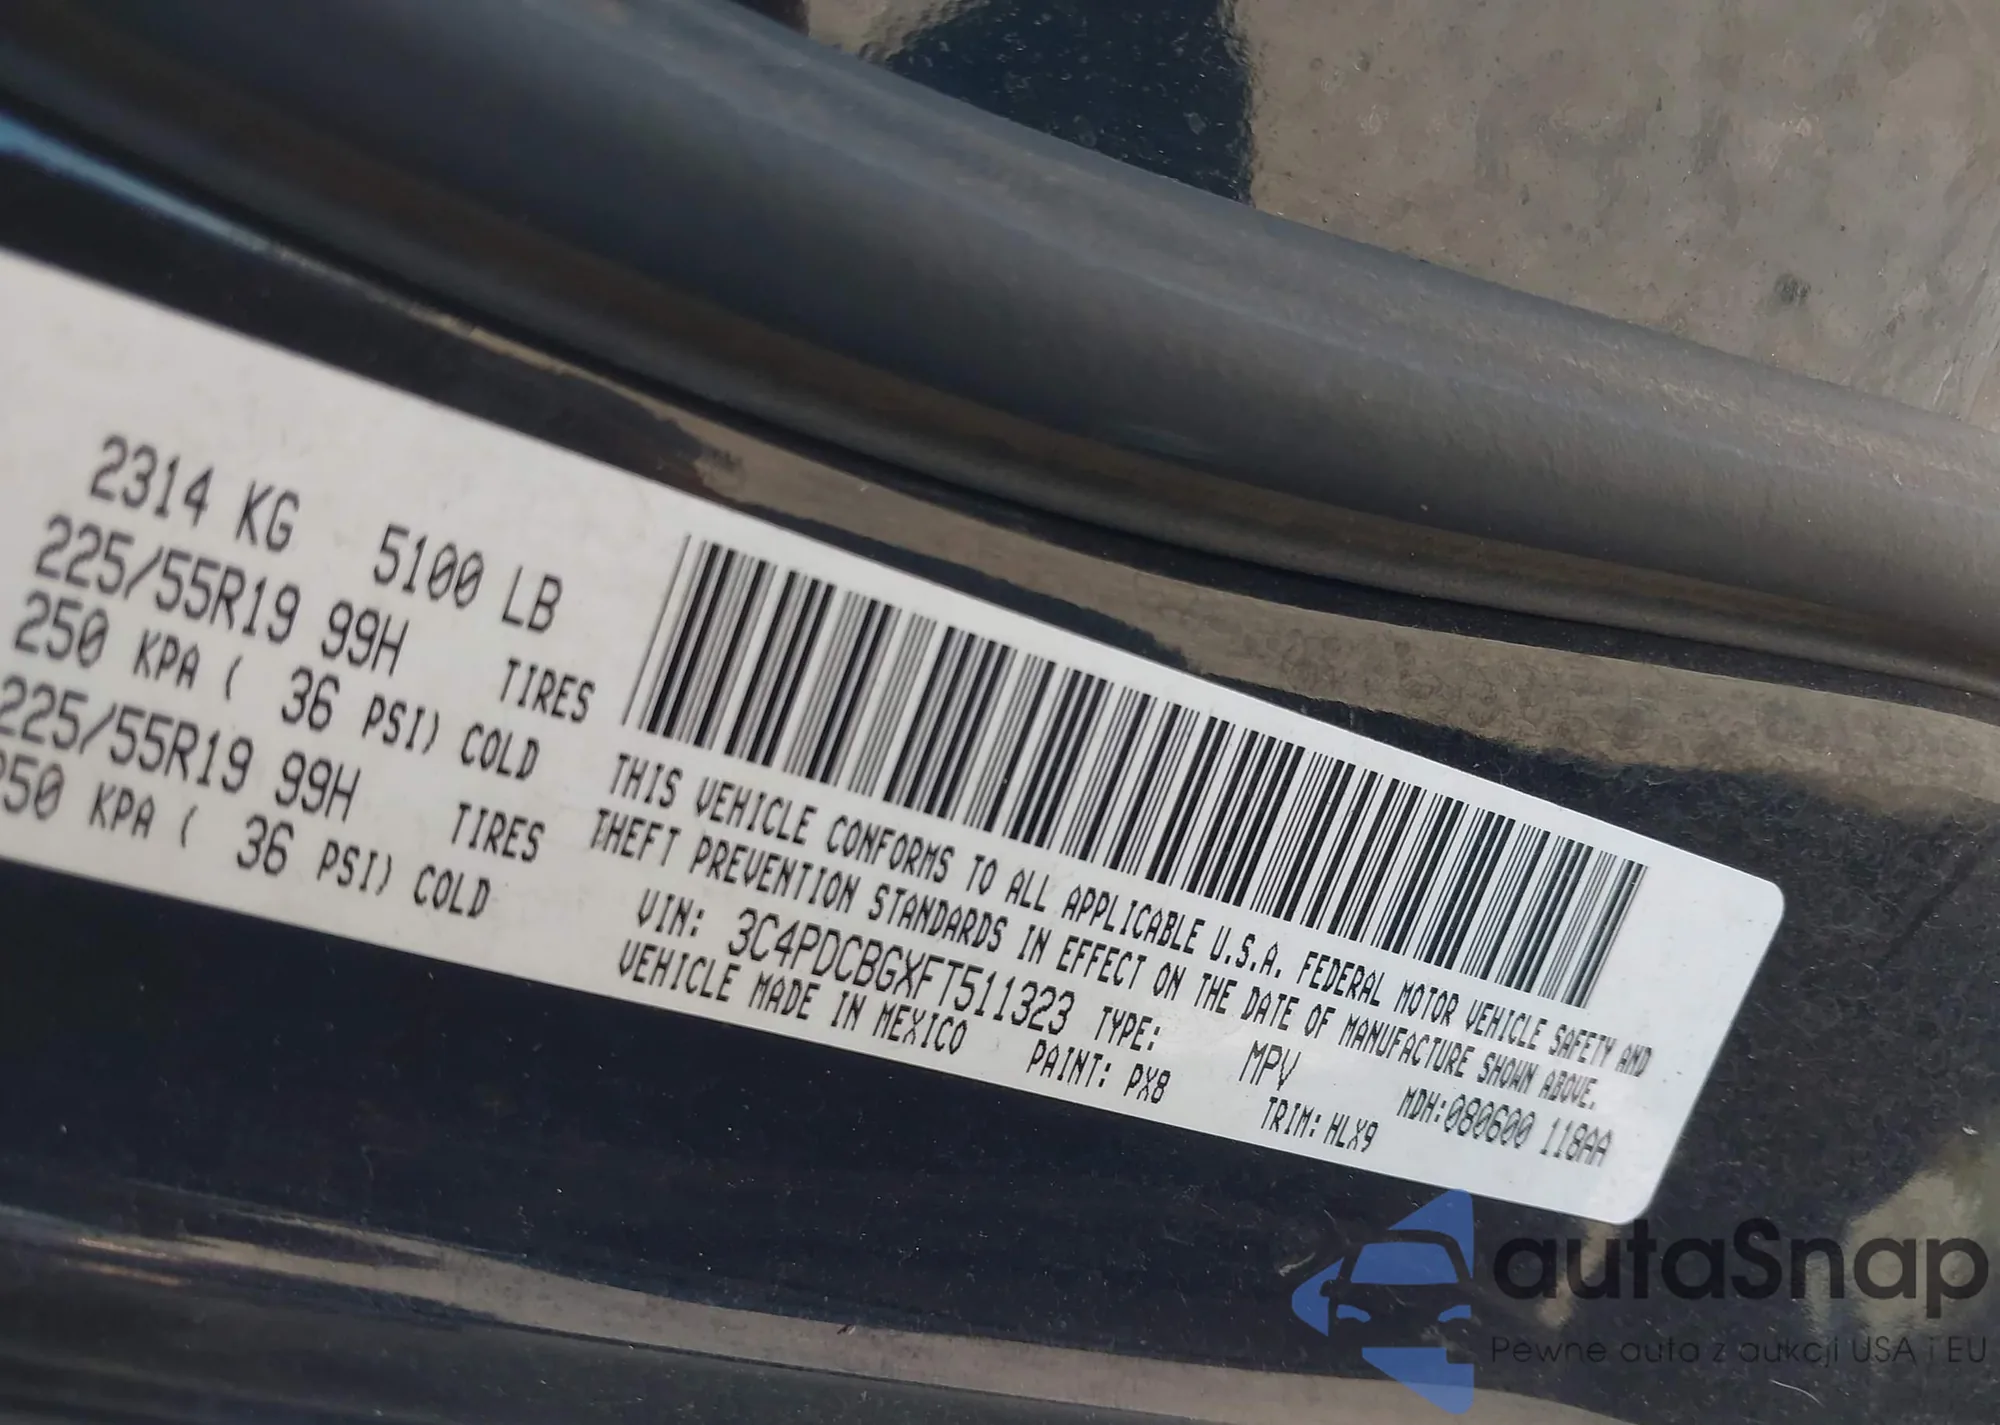 2314 KG 5100 LB
225/55R19 99H TIRES
250 KPA ( 36 PSI) COLD
225/55R19 99H TIRES
250 KPA ( 36 PSI) COLD
THIS VEHICLE CONFORMS TO ALL APPLICABLE U.S.A. FEDERAL MOTOR VEHICLE SAFETY AND
THEFT PREVENTION STANDARDS IN EFFECT ON THE DATE OF MANUFACTURE SHOWN ABOVE.
VIN: 3C4PDCBGXFT511323 TYPE: MPV MDH:080600 118AA
VEHICLE MADE IN MEXICO PAINT: PX8 TRIM: HLX9
autaSnap
Pewne auta z aukcji USA i EU